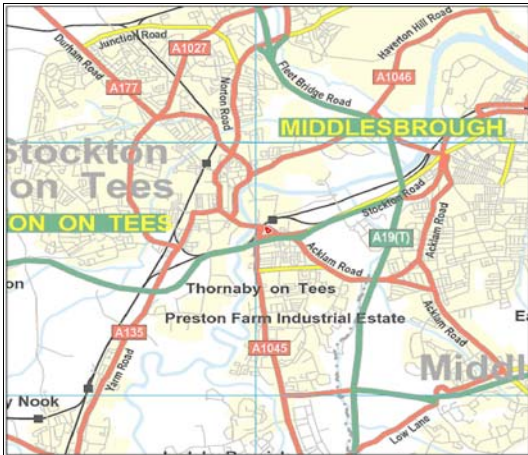 Junction Road
A1027
Haverton Hill Road
Durham Road
A177
Norton Road
Fleet Bridge Road
A1046
MIDDLESBROUGH
Stockton
on Tees
ON ON TEES
Stockton Road
A19(T)
Acklam Road
Acklam Road
on
Thornaby on Tees
Preston Farm Industrial Estate
Acklam Road
Ea
A135
A1045
Yarm Road
Middl
y Nook
Low Lane